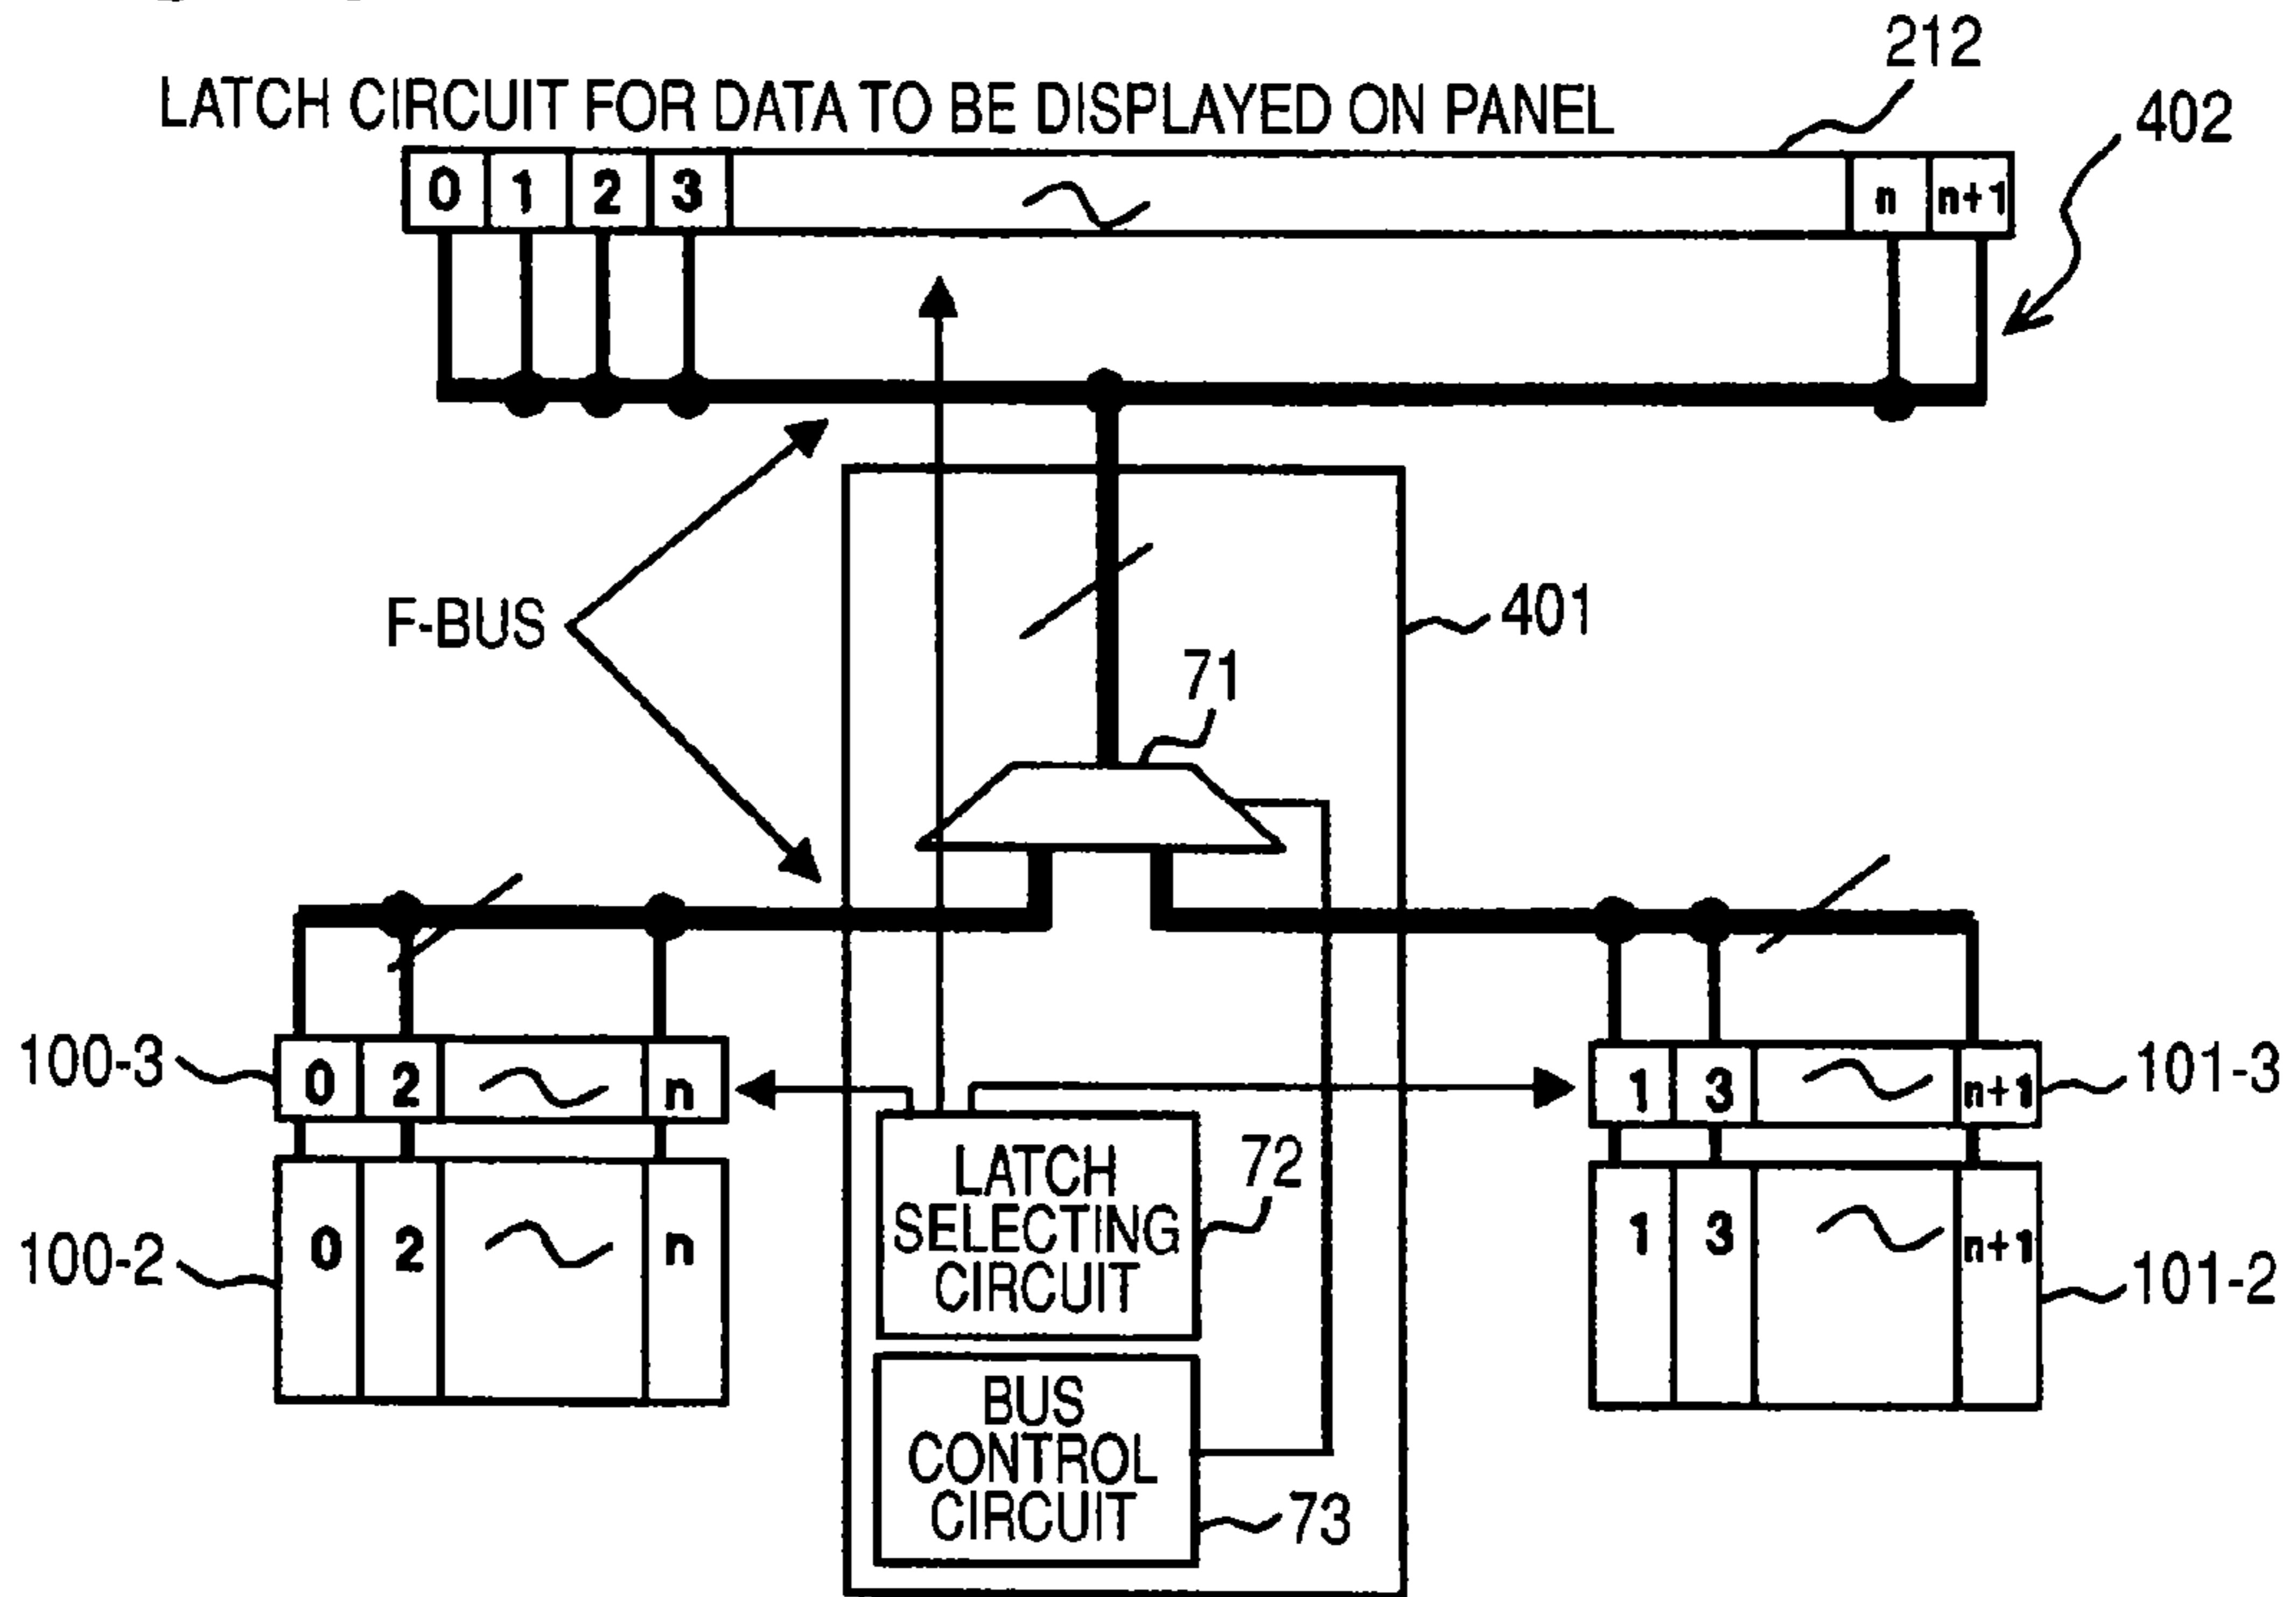 212
LATCH CIRCUIT FOR DATA TO BE DISPLAYED ON PANEL
402
0 1 2 3 n n+1
F-BUS
401
71
100-3
0 2 n
1 3 n+1
101-3
LATCH
SELECTING
CIRCUIT
72
100-2
0 2 n
1 3 n+1
101-2
BUS
CONTROL
CIRCUIT
73